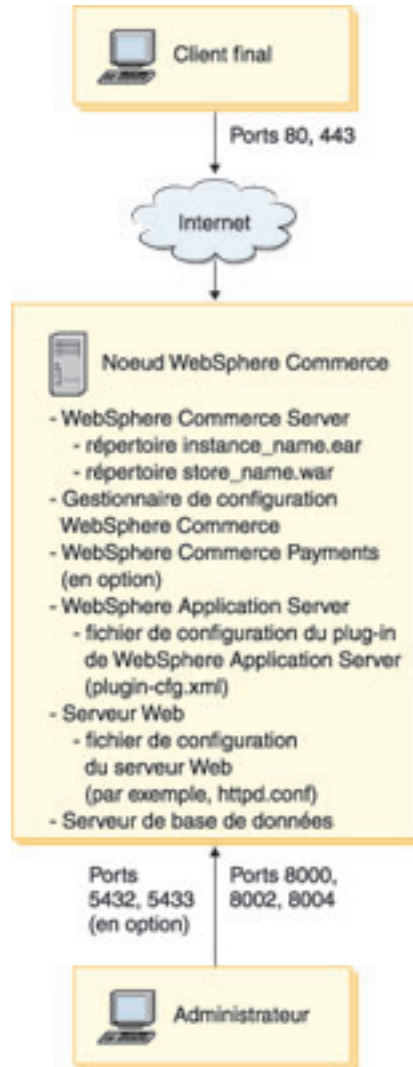 Client final
Ports 80, 443
Internet
Noeud WebSphere Commerce
- WebSphere Commerce Server
- répertoire instance_name.ear
- répertoire store_name.war
- Gestionnaire de configuration
WebSphere Commerce
- WebSphere Commerce Payments
(en option)
- WebSphere Application Server
- fichier de configuration du plug-in
de WebSphere Application Server
(plugin-cfg.xml)
- Serveur Web
- fichier de configuration
du serveur Web
(par exemple, httpd.conf)
- Serveur de base de données
Ports
5432, 5433
(en option)
Ports 8000,
8002, 8004
Administrateur